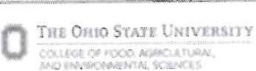 THE OHIO STATE UNIVERSITY
COLLEGE OF FOOD, AGRICULTURAL,
AND ENVIRONMENTAL SCIENCES